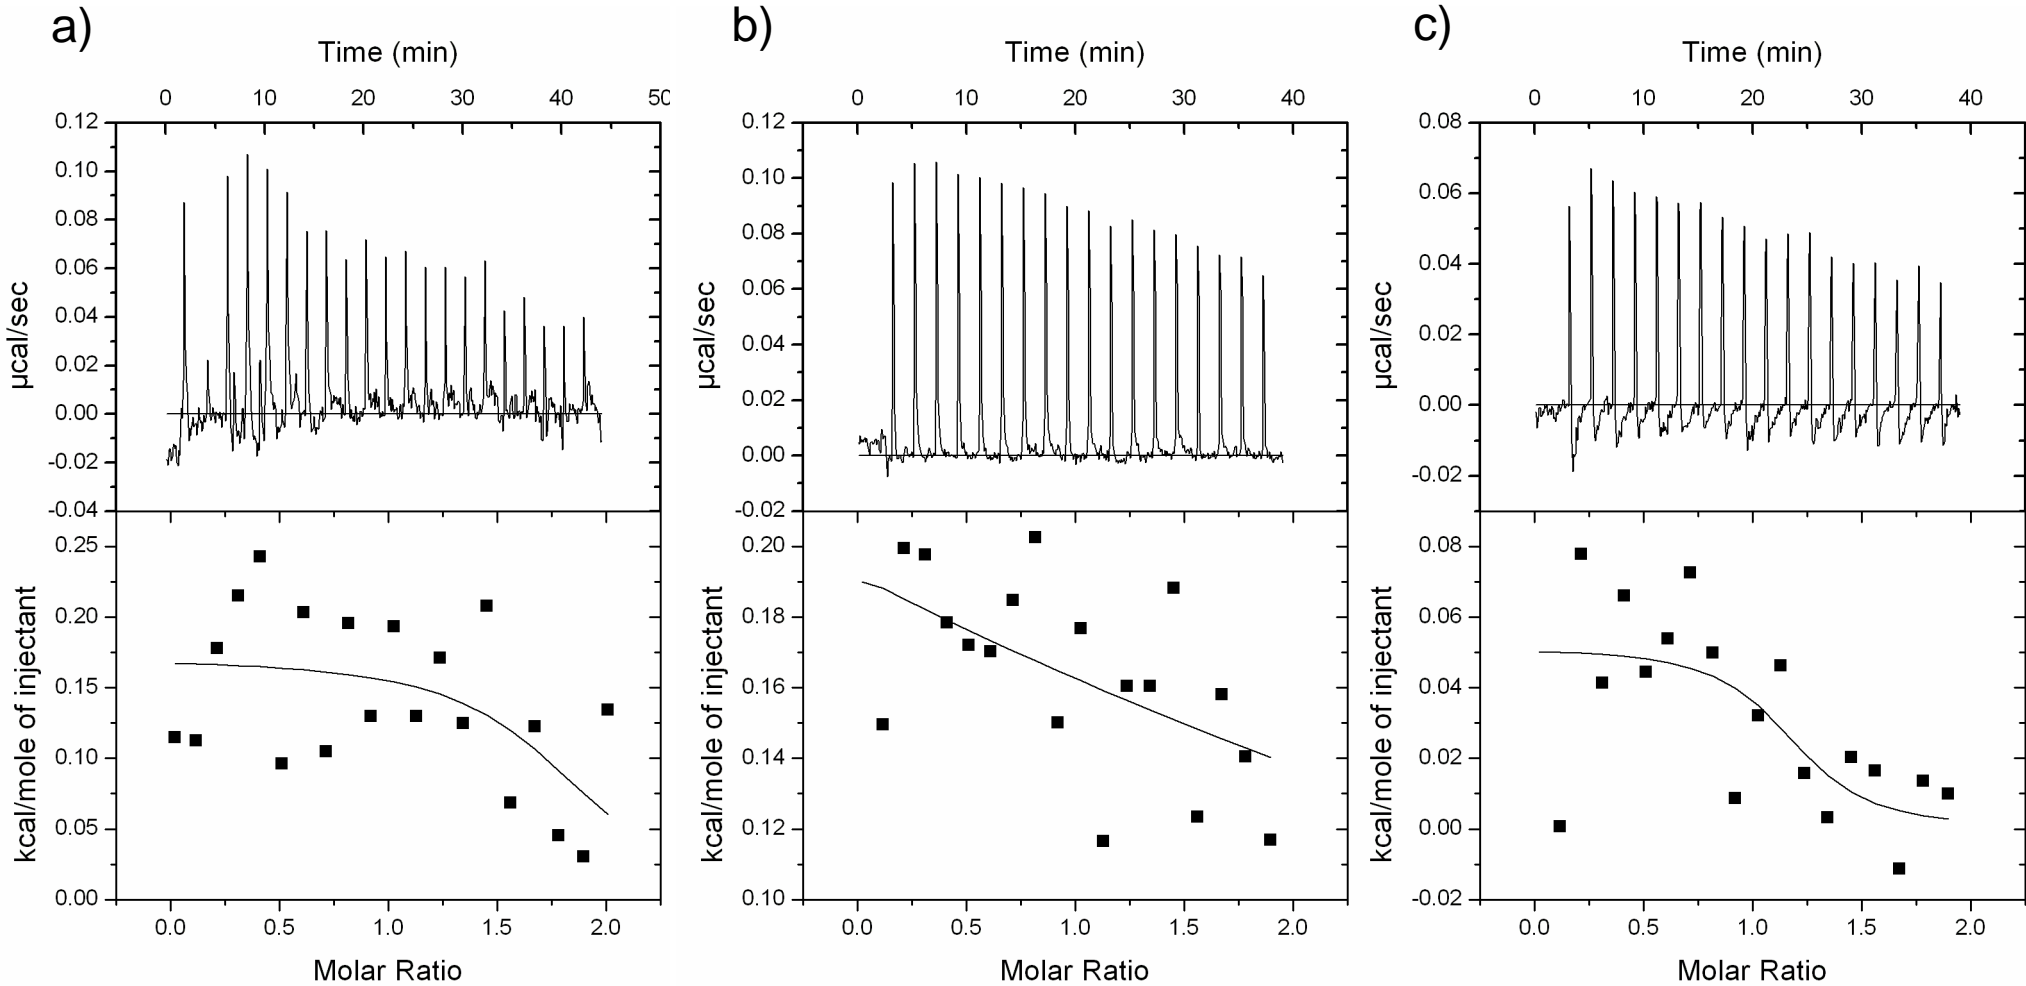 a)
Time (min)
0 10 20 30 40 50
0.12
0.10
0.08
0.06
0.04
0.02
0.00
-0.02
-0.04
µcal/sec
0.25
0.20
0.15
0.10
0.05
0.00
kcal/mole of injectant
0.0 0.5 1.0 1.5 2.0
Molar Ratio
b)
Time (min)
0 10 20 30 40
0.12
0.10
0.08
0.06
0.04
0.02
0.00
-0.02
µcal/sec
0.20
0.18
0.16
0.14
0.12
0.10
kcal/mole of injectant
0.0 0.5 1.0 1.5 2.0
Molar Ratio
c)
Time (min)
0 10 20 30 40
0.08
0.06
0.04
0.02
0.00
-0.02
µcal/sec
0.08
0.06
0.04
0.02
0.00
-0.02
kcal/mole of injectant
0.0 0.5 1.0 1.5 2.0
Molar Ratio